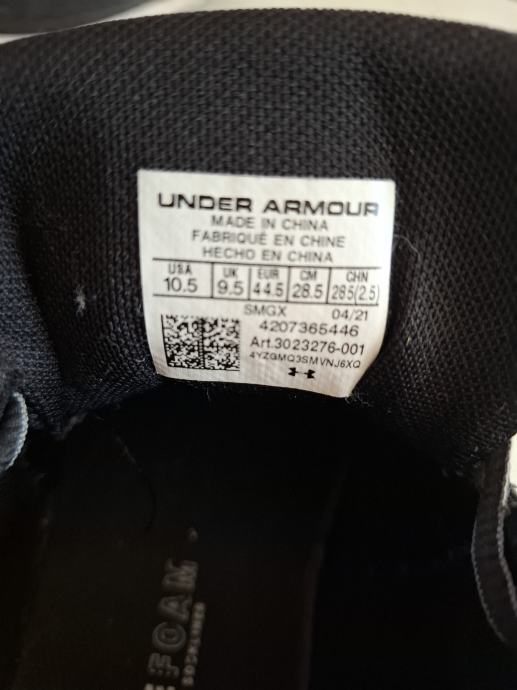 UNDER ARMOUR
MADE IN CHINA
FABRIQUÉ EN CHINE
HECHO EN CHINA
USA UK EUR CM CHN
10.5 9.5 44.5 28.5 285(2.5)
SMGX 04/21
4207365446
Art.3023276-001
4YZGMQ3SMVNJ6XQ
FOAM